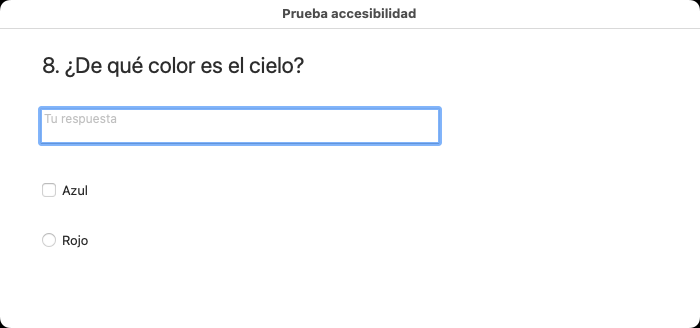 Prueba accesibilidad
8. ¿De qué color es el cielo?
Tu respuesta
Azul
Rojo